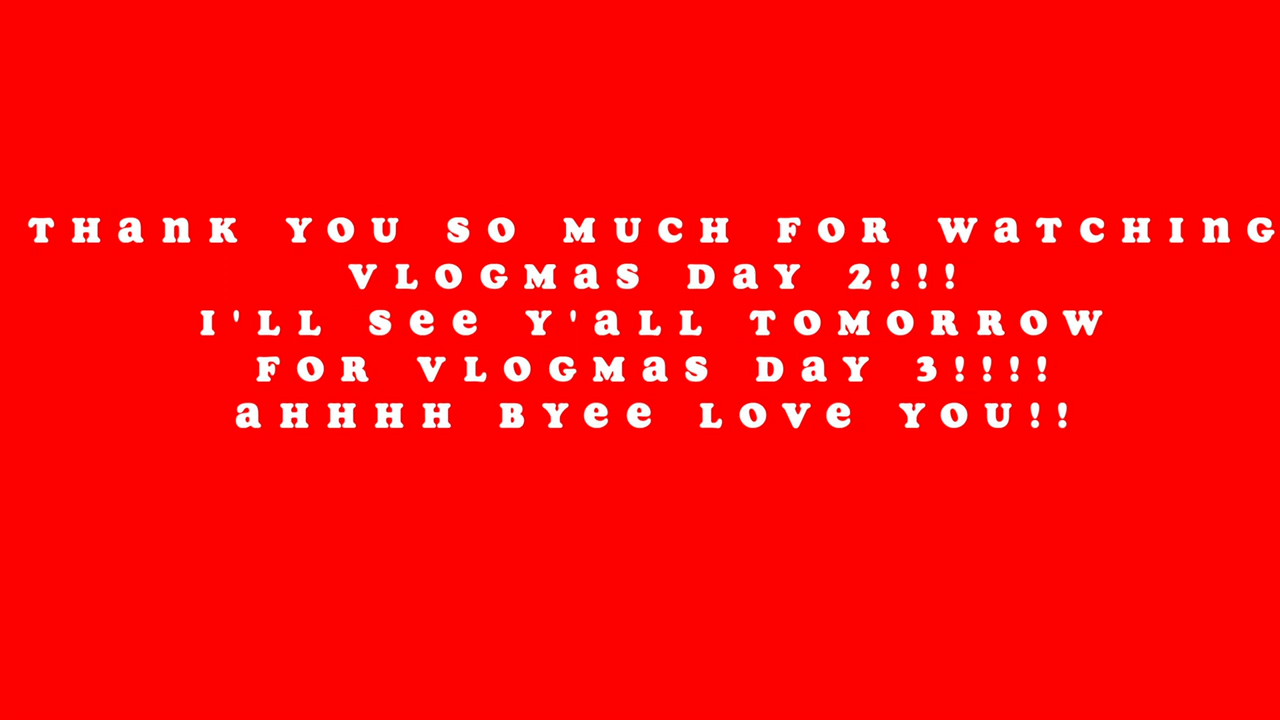 THank YOU SO MUCH FOR WaTCHInG
VLOGMas Day 2!!!
I'LL see Y'aLL TOMORROW
FOR VLOGMas Day 3!!!!
aHHHH BYee LOve YOU!!